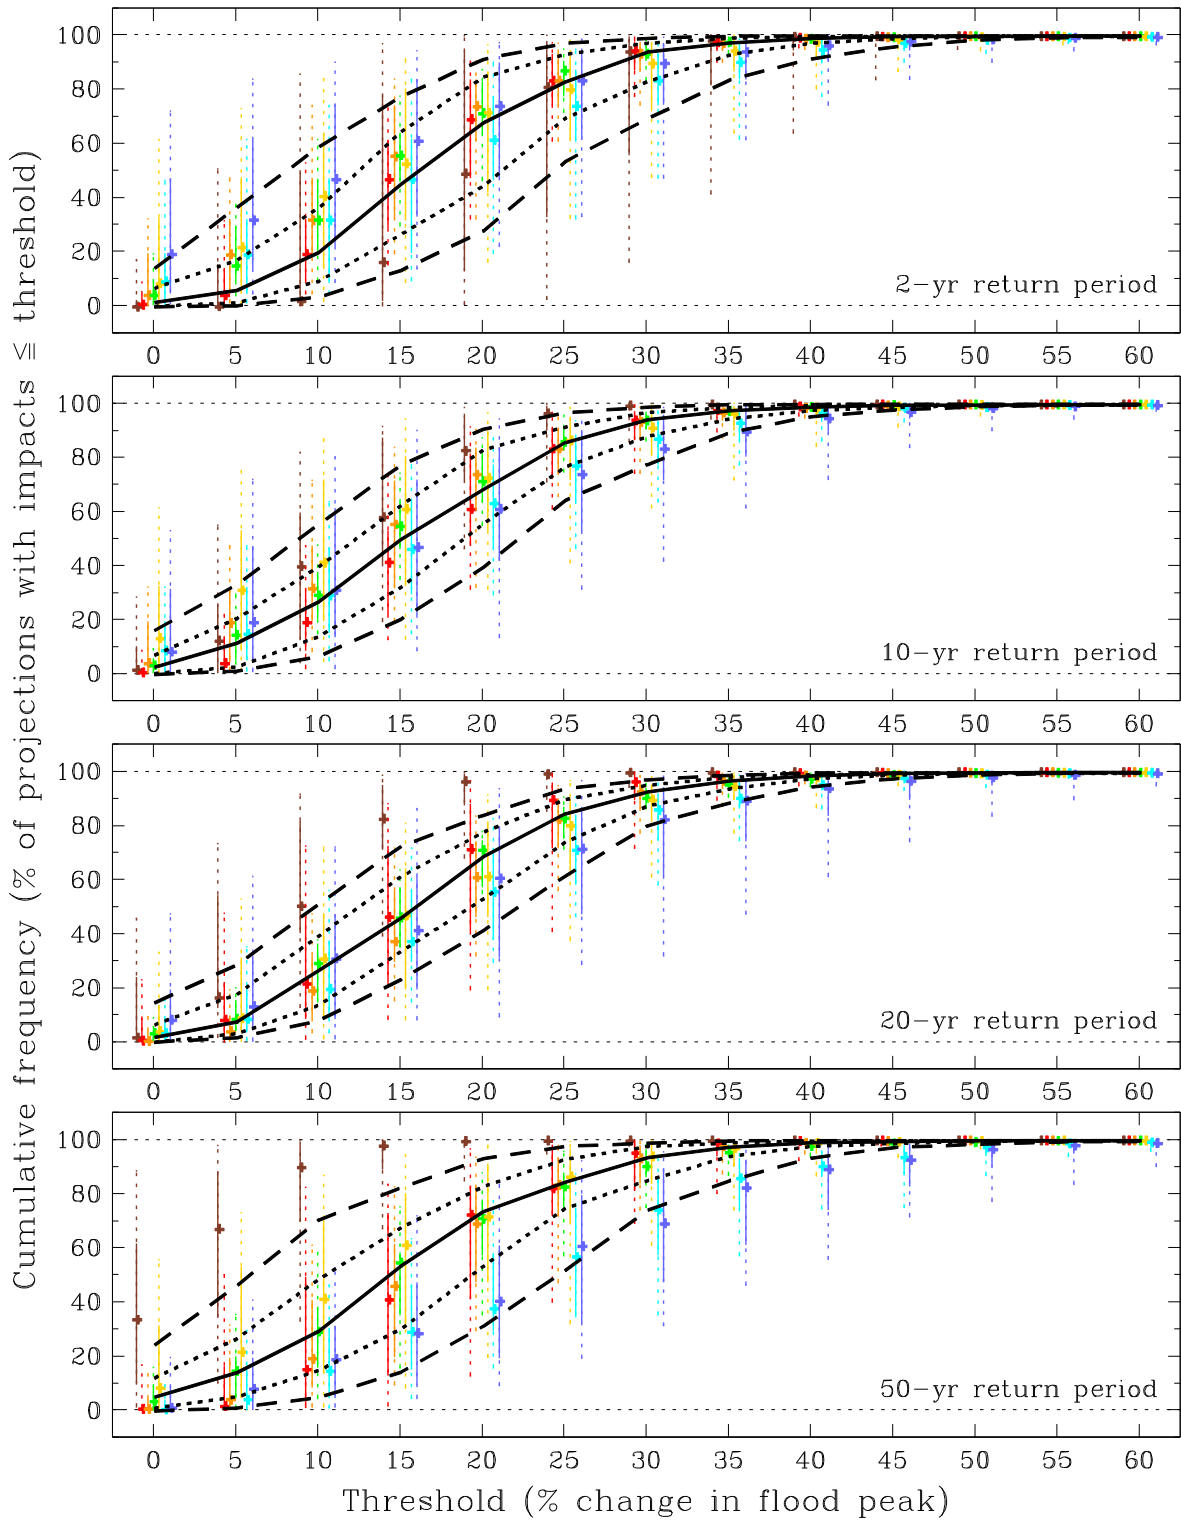 Cumulative frequency (% of projections with impacts ≦ threshold)
100
80
60
40
20
0
2-yr return period
0 5 10 15 20 25 30 35 40 45 50 55 60
100
80
60
40
20
0
10-yr return period
0 5 10 15 20 25 30 35 40 45 50 55 60
100
80
60
40
20
0
20-yr return period
0 5 10 15 20 25 30 35 40 45 50 55 60
100
80
60
40
20
0
50-yr return period
0 5 10 15 20 25 30 35 40 45 50 55 60
Threshold (% change in flood peak)